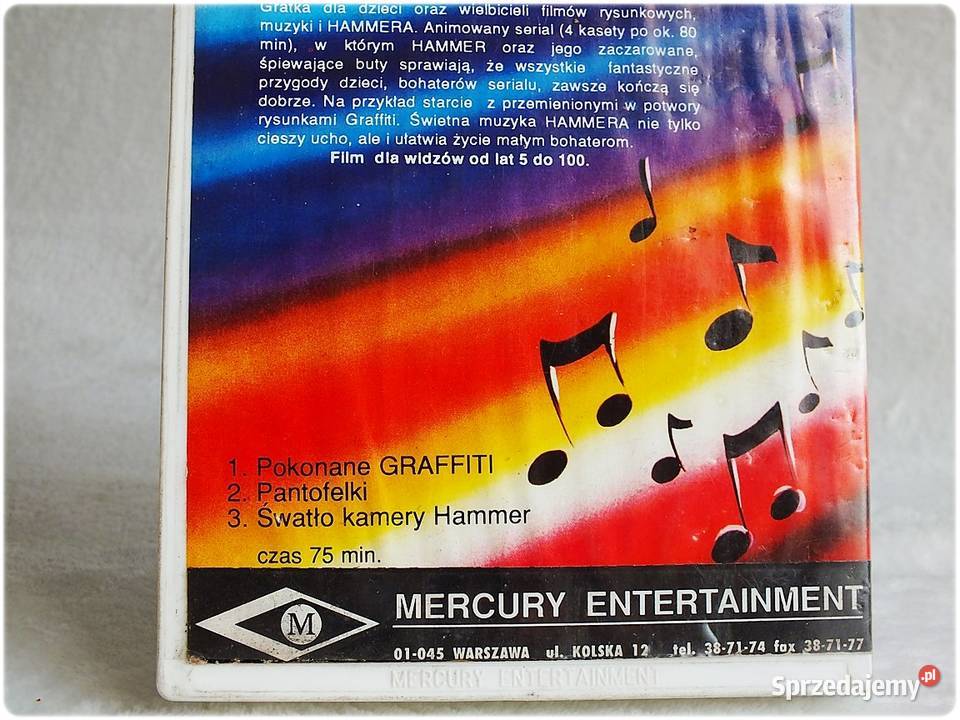 Gratka dla dzieci oraz wielbicieli filmów rysunkowych,
muzyki i HAMMERA. Animowany serial (4 kasety po ok. 80
min), w którym HAMMER oraz jego zaczarowane,
śpiewające buty sprawiają, że wszystkie fantastyczne
przygody dzieci, bohaterów serialu, zawsze kończą się
dobrze. Na przykład starcie z przemienionymi w potwory
rysunkami Graffiti. Świetna muzyka HAMMERA nie tylko
cieszy ucho, ale i ułatwia życie małym bohaterom.
Film dla widzów od lat 5 do 100.
1. Pokonane GRAFFITI
2. Pantofelki
3. Śwatło kamery Hammer
czas 75 min.
M
MERCURY ENTERTAINMENT
01-045 WARSZAWA ul. KOLSKA 12 tel. 38-71-74 fax 38-71-77
MERCURY ENTERTAINMENT
Sprzedajemy.pl